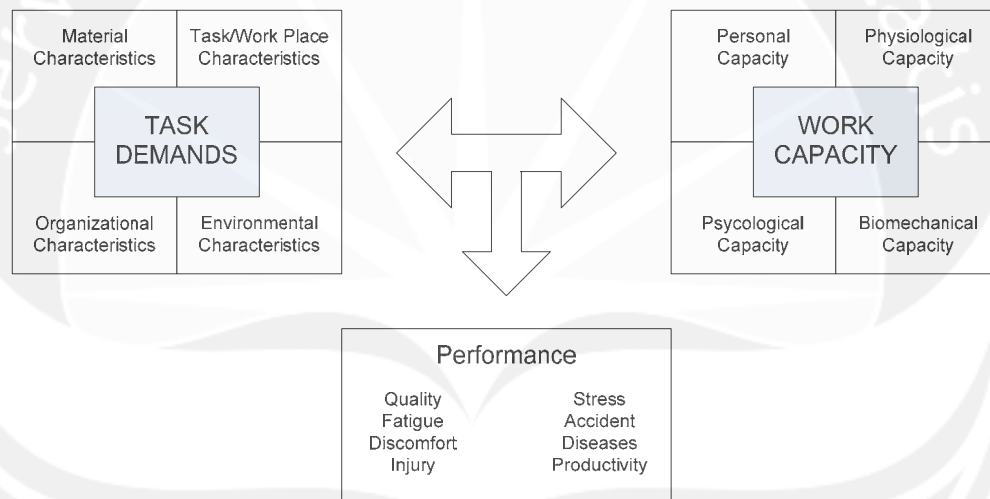 Material
Characteristics
Task/Work Place
Characteristics
TASK
DEMANDS
Organizational
Characteristics
Environmental
Characteristics
Personal
Capacity
Physiological
Capacity
WORK
CAPACITY
Psycological
Capacity
Biomechanical
Capacity
Performance
Quality
Fatigue
Discomfort
Injury
Stress
Accident
Diseases
Productivity